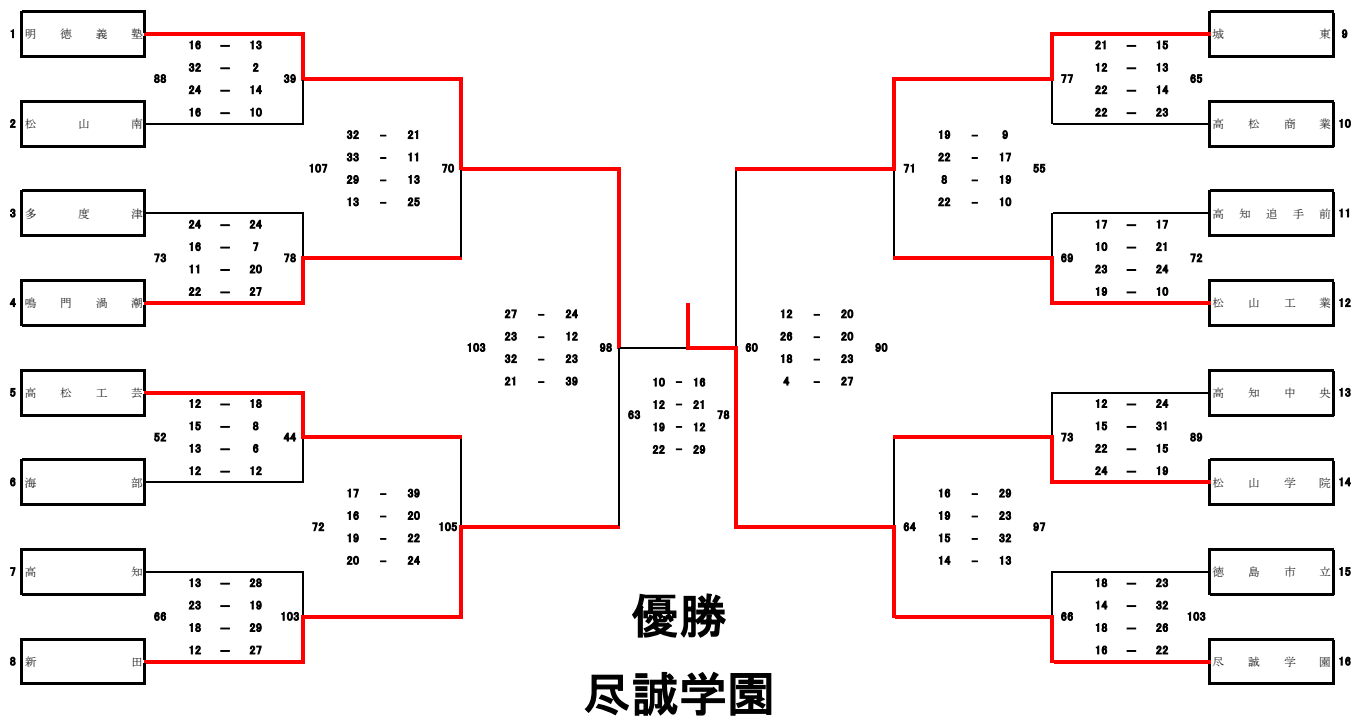 1 明徳義塾
16 — 13
32 — 2
88 39
24 — 14
16 — 10
2 松山南
32 - 21
33 - 11
107 70
29 - 13
13 - 25
3 多度津
24 — 24
16 — 7
73 78
11 — 20
22 — 27
4 鳴門渦潮
27 - 24
23 - 12
103 98
32 - 23
21 - 39
5 高松工芸
12 — 18
15 — 8
52 44
13 — 6
12 — 12
6 海部
17 - 39
16 - 20
72 105
19 - 22
20 - 24
7 高知
13 — 28
23 — 19
66 103
18 — 29
12 — 27
8 新田
10 - 16
12 - 21
63 78
19 - 12
22 - 29
城東 9
21 — 15
12 — 13
77 65
22 — 14
22 — 23
高松商業 10
19 - 9
22 - 17
71 55
8 - 19
22 - 10
高知追手前 11
17 — 17
10 — 21
69 72
23 — 24
19 — 10
松山工業 12
12 - 20
26 - 20
60 90
18 - 23
4 - 27
高知中央 13
12 — 24
15 — 31
73 89
22 — 15
24 — 19
松山学院 14
16 - 29
19 - 23
64 97
15 - 32
14 - 13
徳島市立 15
18 — 23
14 — 32
66 103
18 — 26
16 — 22
尽誠学園 16
優勝
尽誠学園